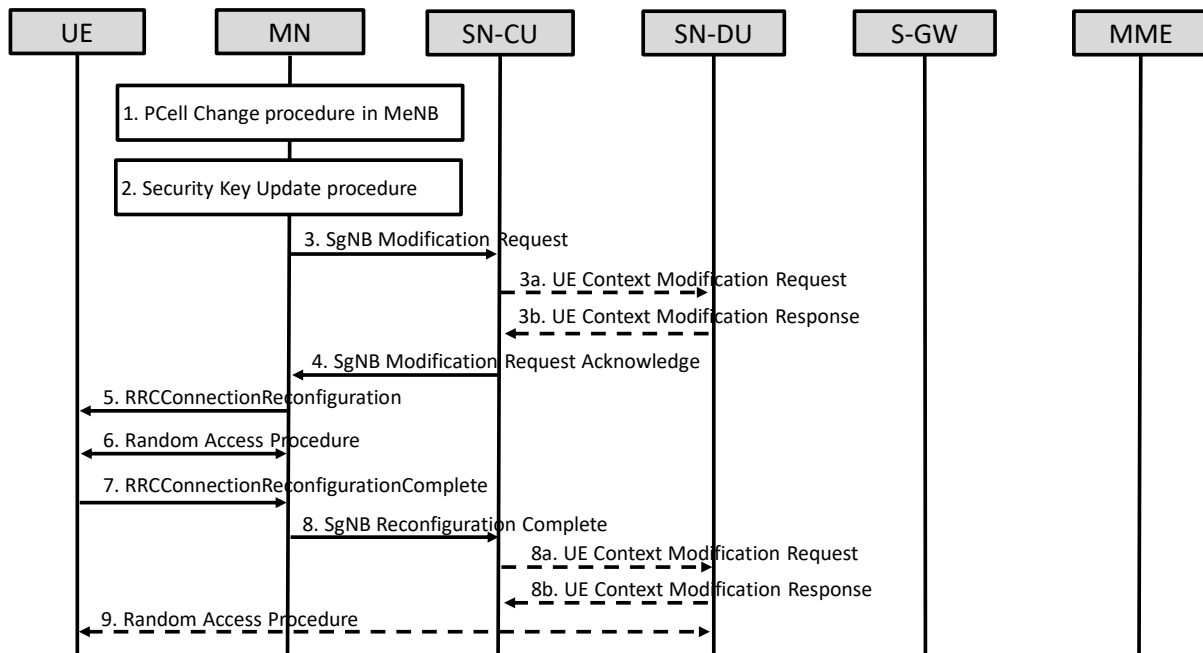 UE MN SN-CU SN-DU S-GW MME
1. PCell Change procedure in MeNB
2. Security Key Update procedure
3. SgNB Modification Request
3a. UE Context Modification Request
3b. UE Context Modification Response
4. SgNB Modification Request Acknowledge
5. RRCConnectionReconfiguration
6. Random Access Procedure
7. RRCConnectionReconfigurationComplete
8. SgNB Reconfiguration Complete
8a. UE Context Modification Request
8b. UE Context Modification Response
9. Random Access Procedure